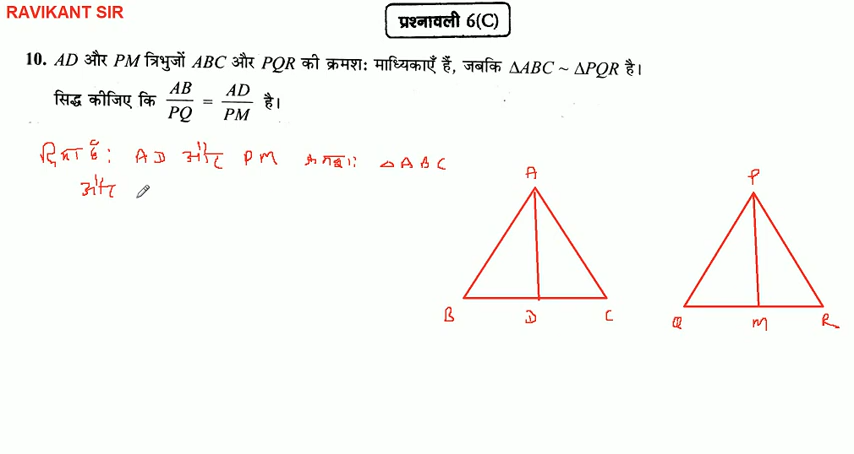 RAVIKANT SIR
प्रश्नावली 6(C)
10. AD और PM त्रिभुजों ABC और PQR की क्रमशः माध्यिकाएँ हैं, जबकि ΔABC ~ ΔPQR है।
सिद्ध कीजिए कि AB/PQ = AD/PM है।
दिया है: AD और PM क्रमशः △ABC
और
A
P
B D C
Q M R